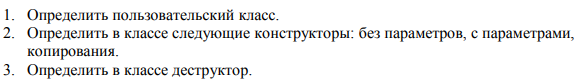 1. Определить пользовательский класс.
2. Определить в классе следующие конструкторы: без параметров, с параметрами,
копирования.
3. Определить в классе деструктор.